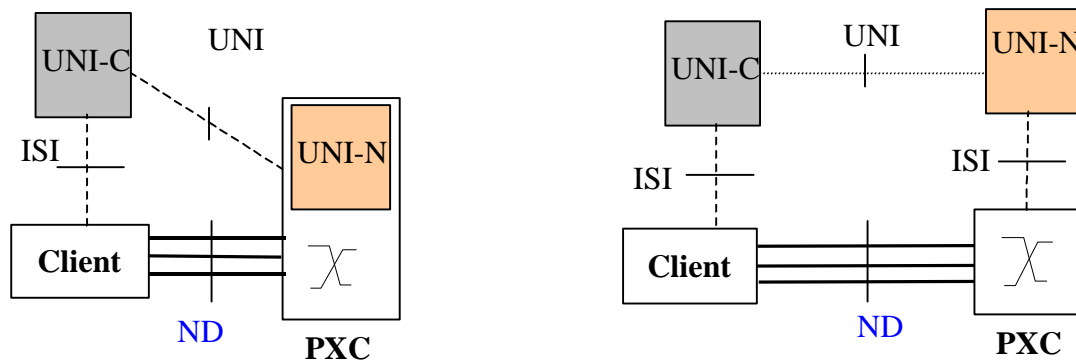 UNI-C
UNI
UNI-N
ISI
Client
ND
PXC
UNI-C
UNI
UNI-N
ISI
ISI
Client
ND
PXC